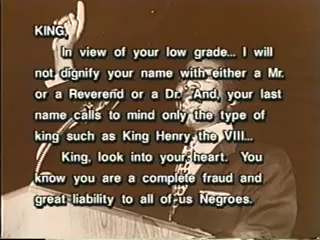 KING,
In view of your low grade... I will
not dignify your name with either a Mr.
or a Reverend or a Dr. And, your last
name calls to mind only the type of
king such as King Henry the VIII...
King, look into your heart. You
know you are a complete fraud and
great liability to all of us Negroes.